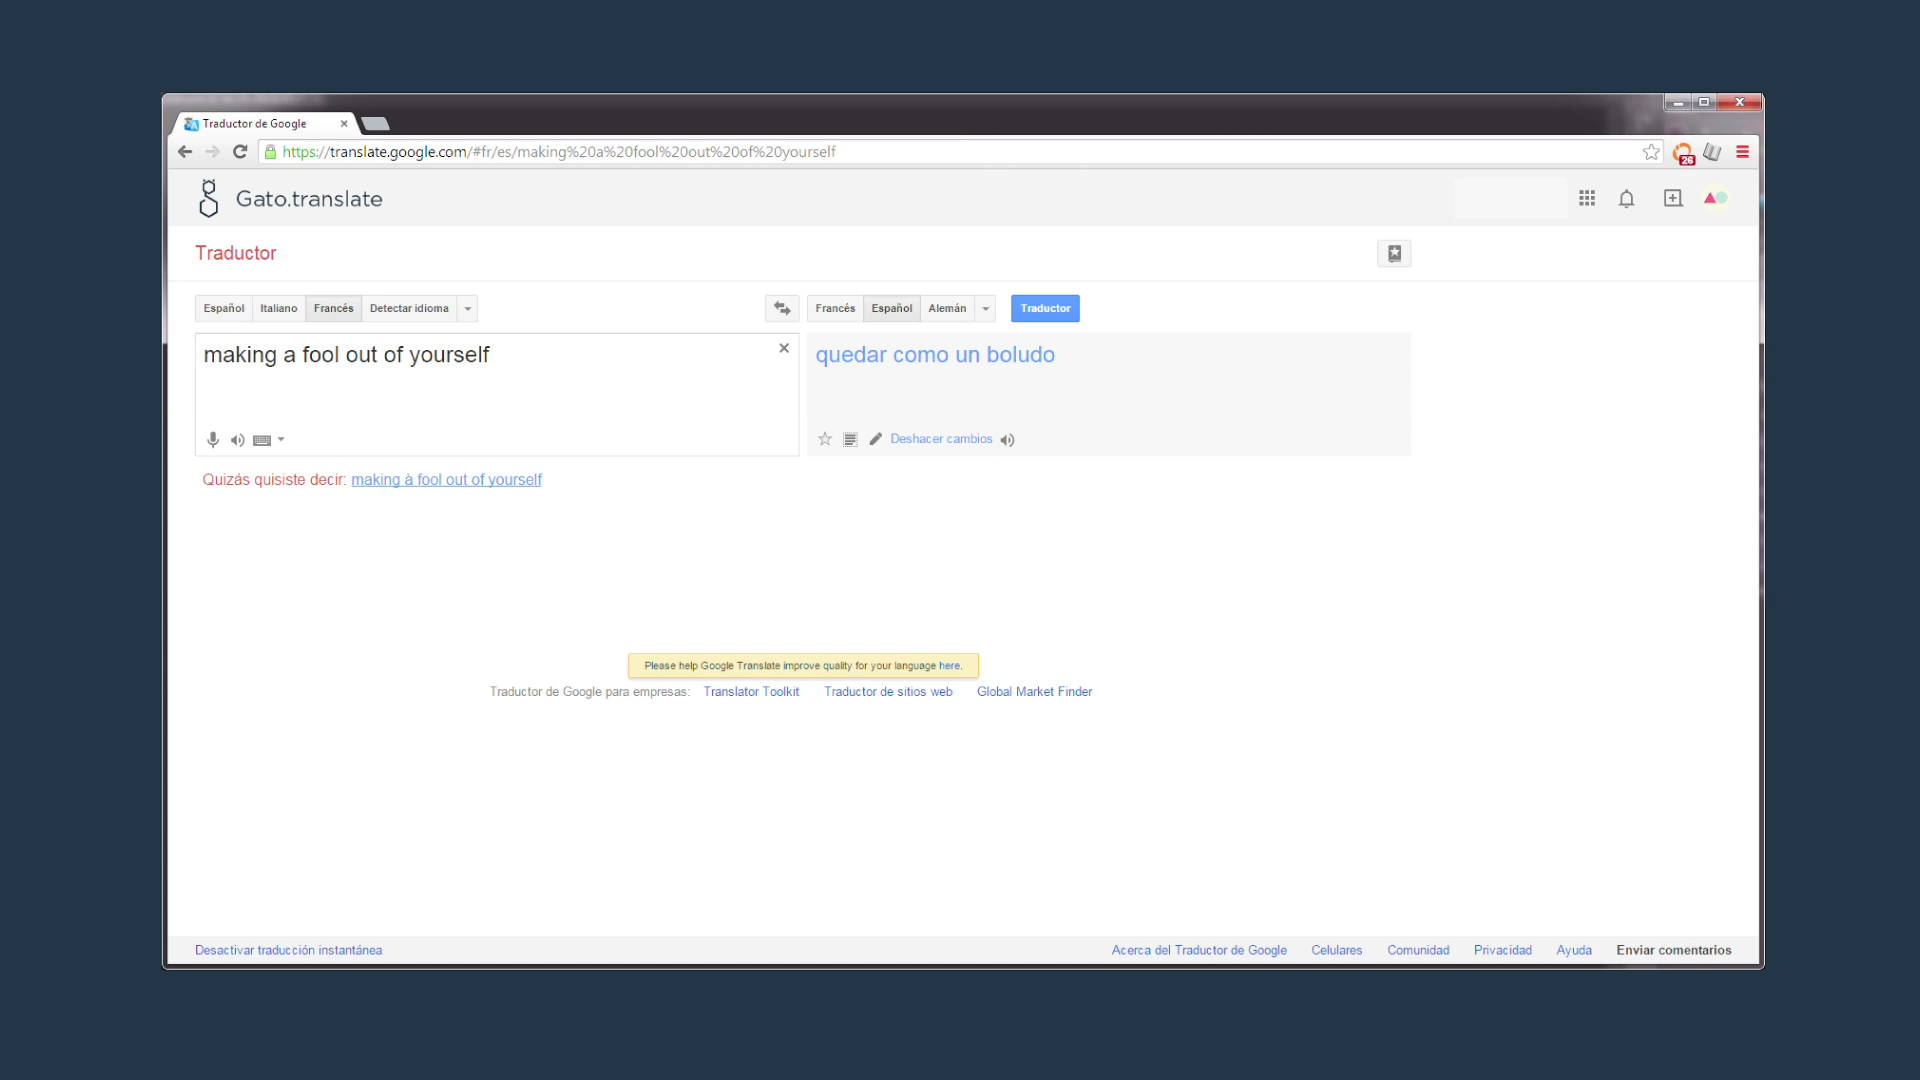 Traductor de Google
https://translate.google.com/#fr/es/making%20a%20fool%20out%20of%20yourself
26
Gato.translate
Traductor
Español Italiano Francés Detectar idioma
Francés Español Alemán Traductor
making a fool out of yourself
quedar como un boludo
Deshacer cambios
Quizás quisiste decir: making à fool out of yourself
Please help Google Translate improve quality for your language here.
Traductor de Google para empresas: Translator Toolkit Traductor de sitios web Global Market Finder
Desactivar traducción instantánea
Acerca del Traductor de Google Celulares Comunidad Privacidad Ayuda Enviar comentarios